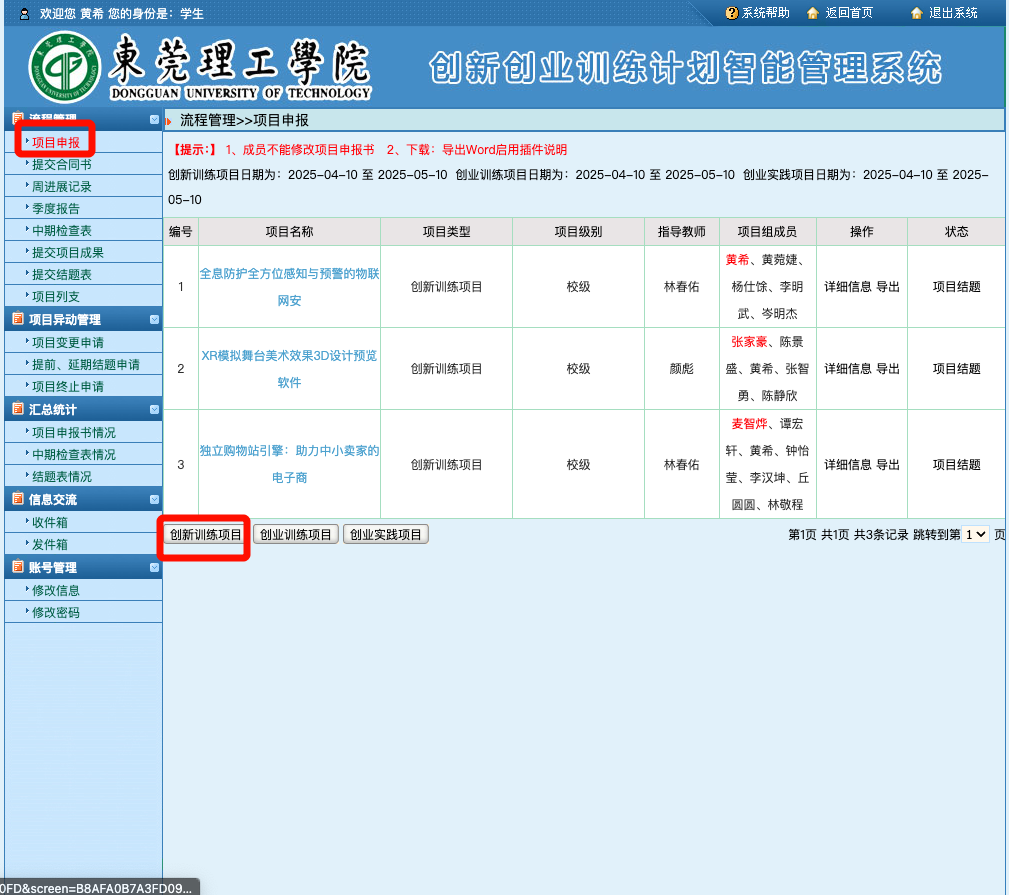 欢迎您 黄希 您的身份是：学生
系统帮助 返回首页 退出系统
東莞理工學院
DONGGUAN UNIVERSITY OF TECHNOLOGY
创新创业训练计划智能管理系统
流程管理
项目申报
提交合同书
周进展记录
季度报告
中期检查表
提交项目成果
提交结题表
项目列支
项目异动管理
项目变更申请
提前、延期结题申请
项目终止申请
汇总统计
项目申报书情况
中期检查表情况
结题表情况
信息交流
收件箱
发件箱
账号管理
修改信息
修改密码
流程管理>>项目申报
【提示:】 1、成员不能修改项目申报书 2、下载：导出Word启用插件说明
创新训练项目日期为：2025-04-10 至 2025-05-10 创业训练项目日期为：2025-04-10 至 2025-05-10 创业实践项目日期为：2025-04-10 至 2025-
05-10
编号 项目名称 项目类型 项目级别 指导教师 项目组成员 操作 状态
1
全息防护全方位感知与预警的物联
网安
创新训练项目
校级
林春佑
黄希、黄菀婕、
杨仕馀、李明
武、岑明杰
详细信息 导出
项目结题
2
XR模拟舞台美术效果3D设计预览
软件
创新训练项目
校级
颜彪
张家豪、陈景
盛、黄希、张智
勇、陈静欣
详细信息 导出
项目结题
3
独立购物站引擎：助力中小卖家的
电子商
创新训练项目
校级
林春佑
麦智烨、谭宏
轩、黄希、钟怡
莹、李汉坤、丘
圆圆、林敬程
详细信息 导出
项目结题
创新训练项目 创业训练项目 创业实践项目
第1页 共1页 共3条记录 跳转到第 1 页
0FD&screen=B8AFA0B7A3FD09...